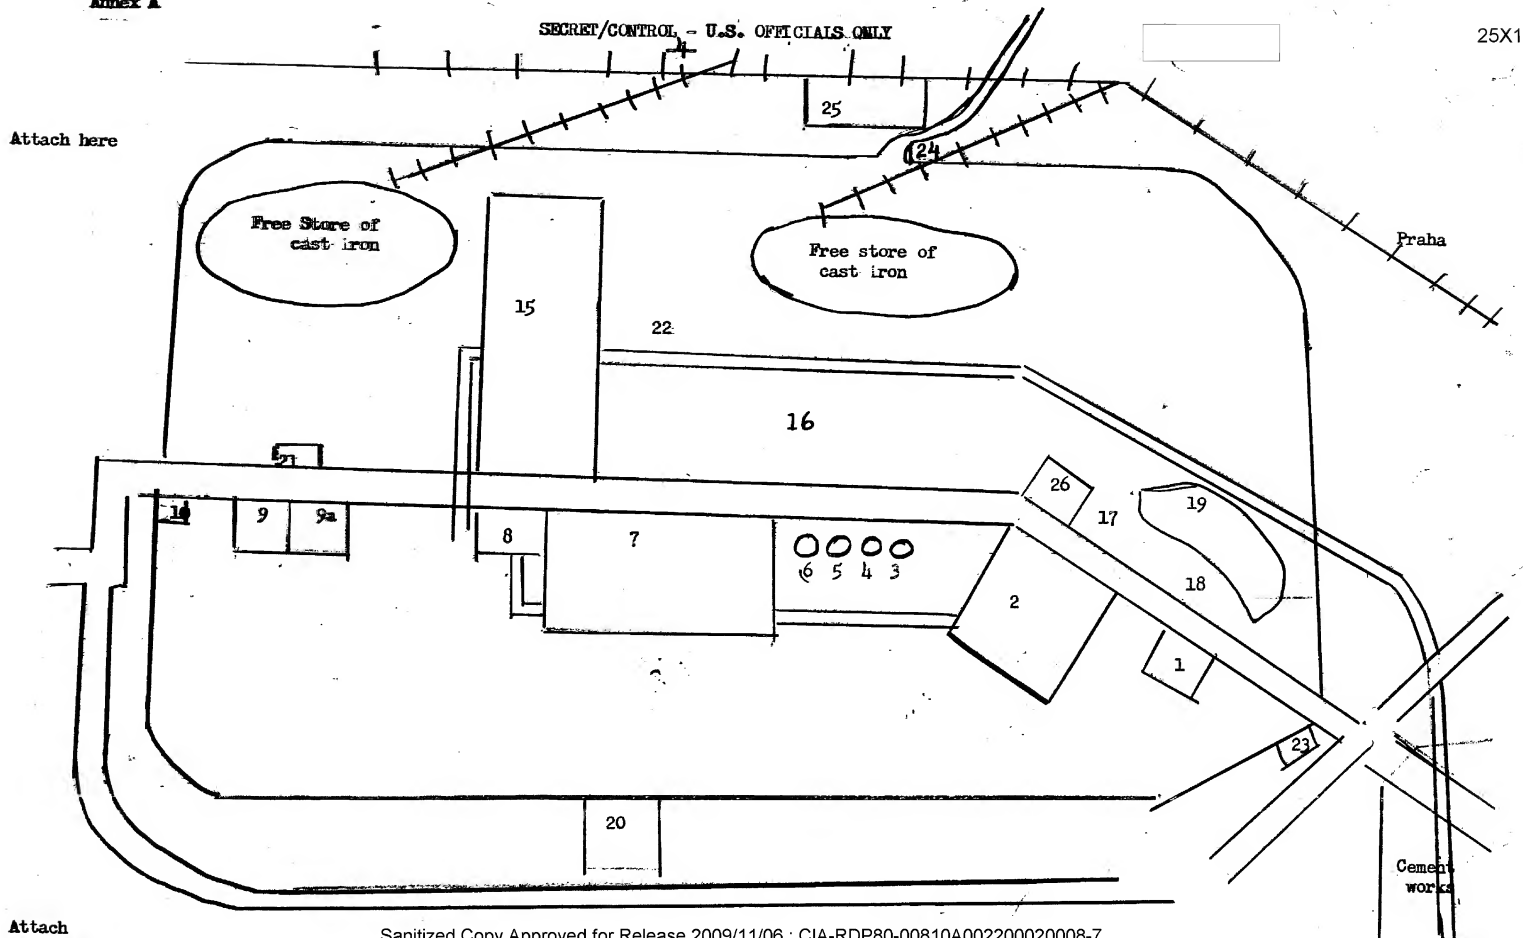 Annex A
SECRET/CONTROL - U.S. OFFICIALS ONLY
25X1
25
Attach here
24
Free Store of
cast iron
Praha
Free store of
cast iron
15
22
16
21
26
19
17
10
9
9a
8
7
6 5 4 3
18
2
1
23
20
Cement
works
Attach
Sanitized Copy Approved for Release 2009/11/06 : CIA-RDP80-00810A002200020008-7